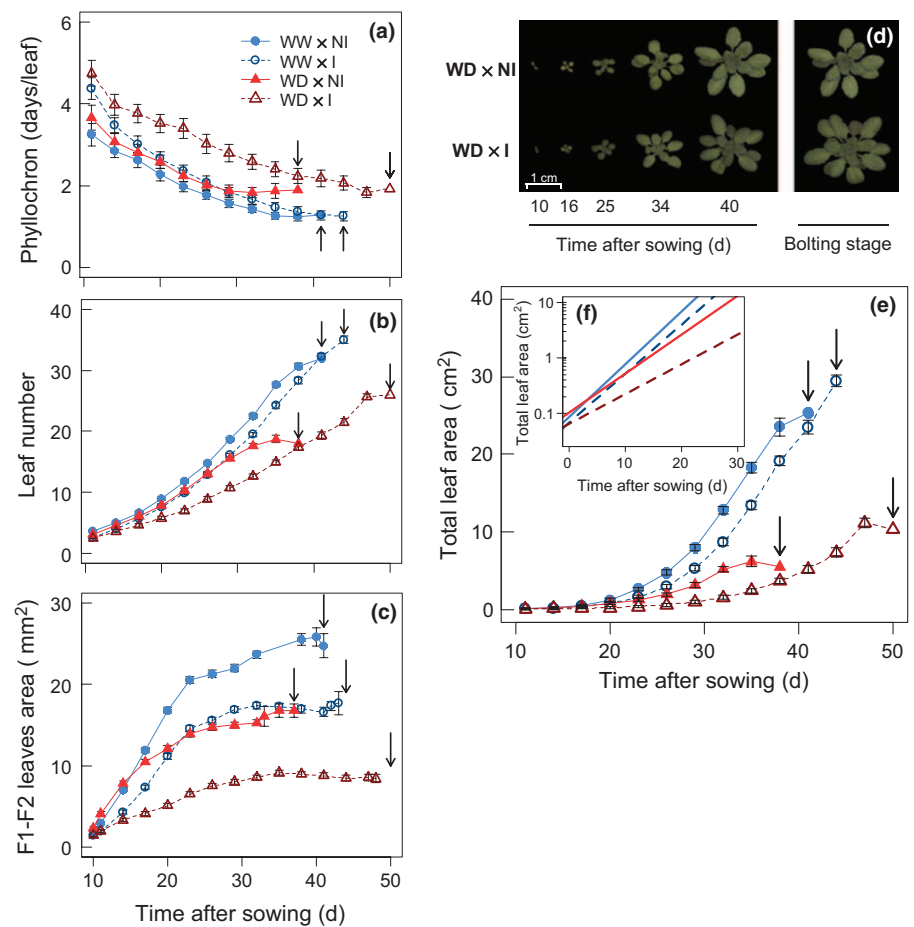 (a)
WW × NI
WW × I
WD × NI
WD × I
Phyllochron (days/leaf)
6
4
2
0
(b)
Leaf number
40
30
20
10
0
(c)
F1-F2 leaves area ( mm²)
30
20
10
0
10 20 30 40 50
Time after sowing (d)
(d)
WD × NI
WD × I
1 cm
10 16 25 34 40
Time after sowing (d)
Bolting stage
(e)
Total leaf area ( cm²)
40
30
20
10
0
10 20 30 40 50
Time after sowing (d)
(f)
Total leaf area (cm²)
10
1
0.1
0 10 20 30
Time after sowing (d)